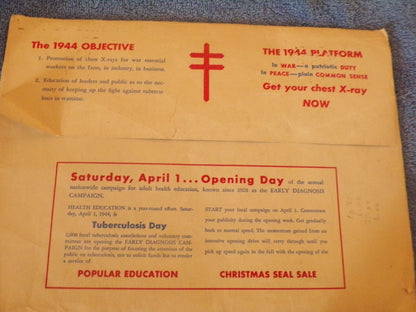 The 1944 OBJECTIVE
1. Promotion of chest X-rays for war essential
workers on the farm, in industry, in business.
2. Education of leaders and public as to the ne-
cessity of keeping up the fight against tubercu-
losis in wartime.
The 1944 PLATFORM
In WAR—a patriotic DUTY
In PEACE—plain COMMON SENSE
Get your chest X-ray
NOW
Saturday, April 1 ... Opening Day of the annual
nationwide campaign for adult health education, known since 1928 as the EARLY DIAGNOSIS
CAMPAIGN.
HEALTH EDUCATION is a year-round effort. Satur-
day, April 1, 1944, is
Tuberculosis Day
local tuberculosis associations and voluntary com-
mittees are opening the EARLY DIAGNOSIS CAM-
PAIGN for the purpose of focusing the attention of
the public on tuberculosis; not to solicit funds but to render
a service of
POPULAR EDUCATION
START your local campaign on April 1. Concentrate
your publicity during the opening week. Get gradually
back to normal speed. The momentum gained from an
intensive opening drive will carry through until you
pick up speed again in the fall with the opening of the
CHRISTMAS SEAL SALE